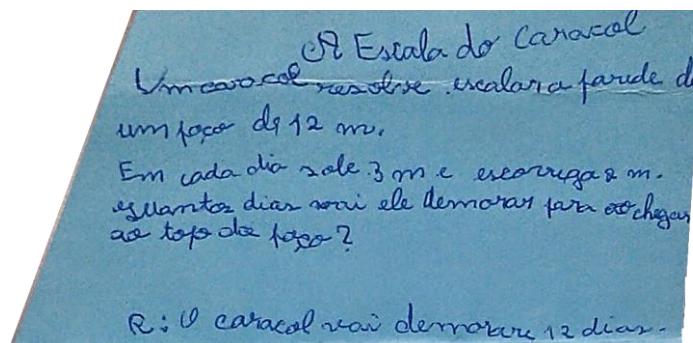 A Escala do Caracol
Um caracol resolve escalar a parede d
um poço de 12 m.
Em cada dia sobe 3 m e escorrega 2 m.
quantos dias vai ele demorar para chegar
ao topo do poço?
R: O caracol vai demorar 12 dias.